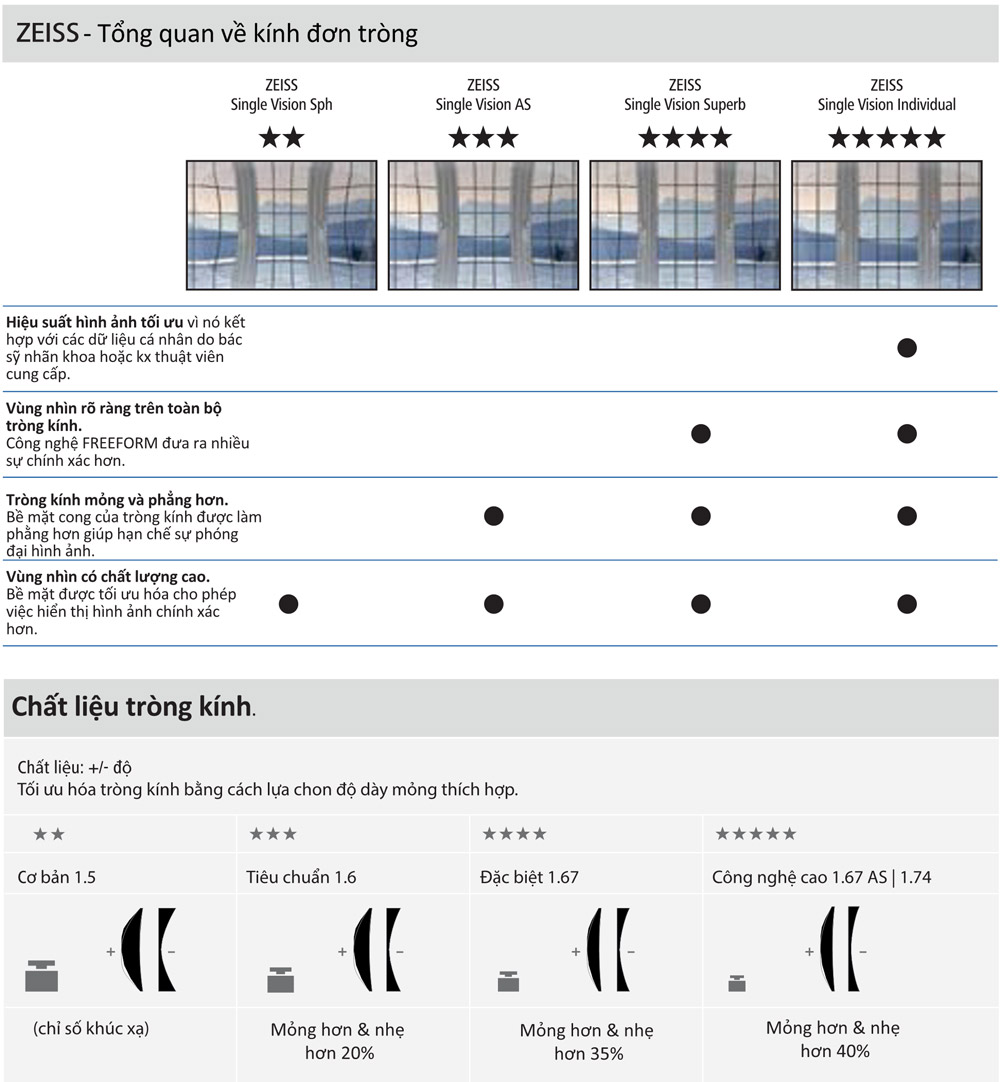 ZEISS - Tổng quan về kính đơn tròng
ZEISS
Single Vision Sph
ZEISS
Single Vision AS
ZEISS
Single Vision Superb
ZEISS
Single Vision Individual
Hiệu suất hình ảnh tối ưu vì nó kết
hợp với các dữ liệu cá nhân do bác
sỹ nhãn khoa hoặc kx thuật viên
cung cấp.
Vùng nhìn rõ ràng trên toàn bộ
tròng kính.
Công nghệ FREEFORM đưa ra nhiều
sự chính xác hơn.
Tròng kính mỏng và phẳng hơn.
Bề mặt cong của tròng kính được làm
phằng hơn giúp hạn chế sự phóng
đại hình ảnh.
Vùng nhìn có chất lượng cao.
Bề mặt được tối ưu hóa cho phép
việc hiển thị hình ảnh chính xác
hơn.
Chất liệu tròng kính.
Chất liệu: +/- độ
Tối ưu hóa tròng kính bằng cách lựa chon độ dày mỏng thích hợp.
Cơ bản 1.5
Tiêu chuẩn 1.6
Đặc biệt 1.67
Công nghệ cao 1.67 AS | 1.74
+ -
+ -
+ -
+ -
(chỉ số khúc xạ)
Mỏng hơn & nhẹ
hơn 20%
Mỏng hơn & nhẹ
hơn 35%
Mỏng hơn & nhẹ
hơn 40%